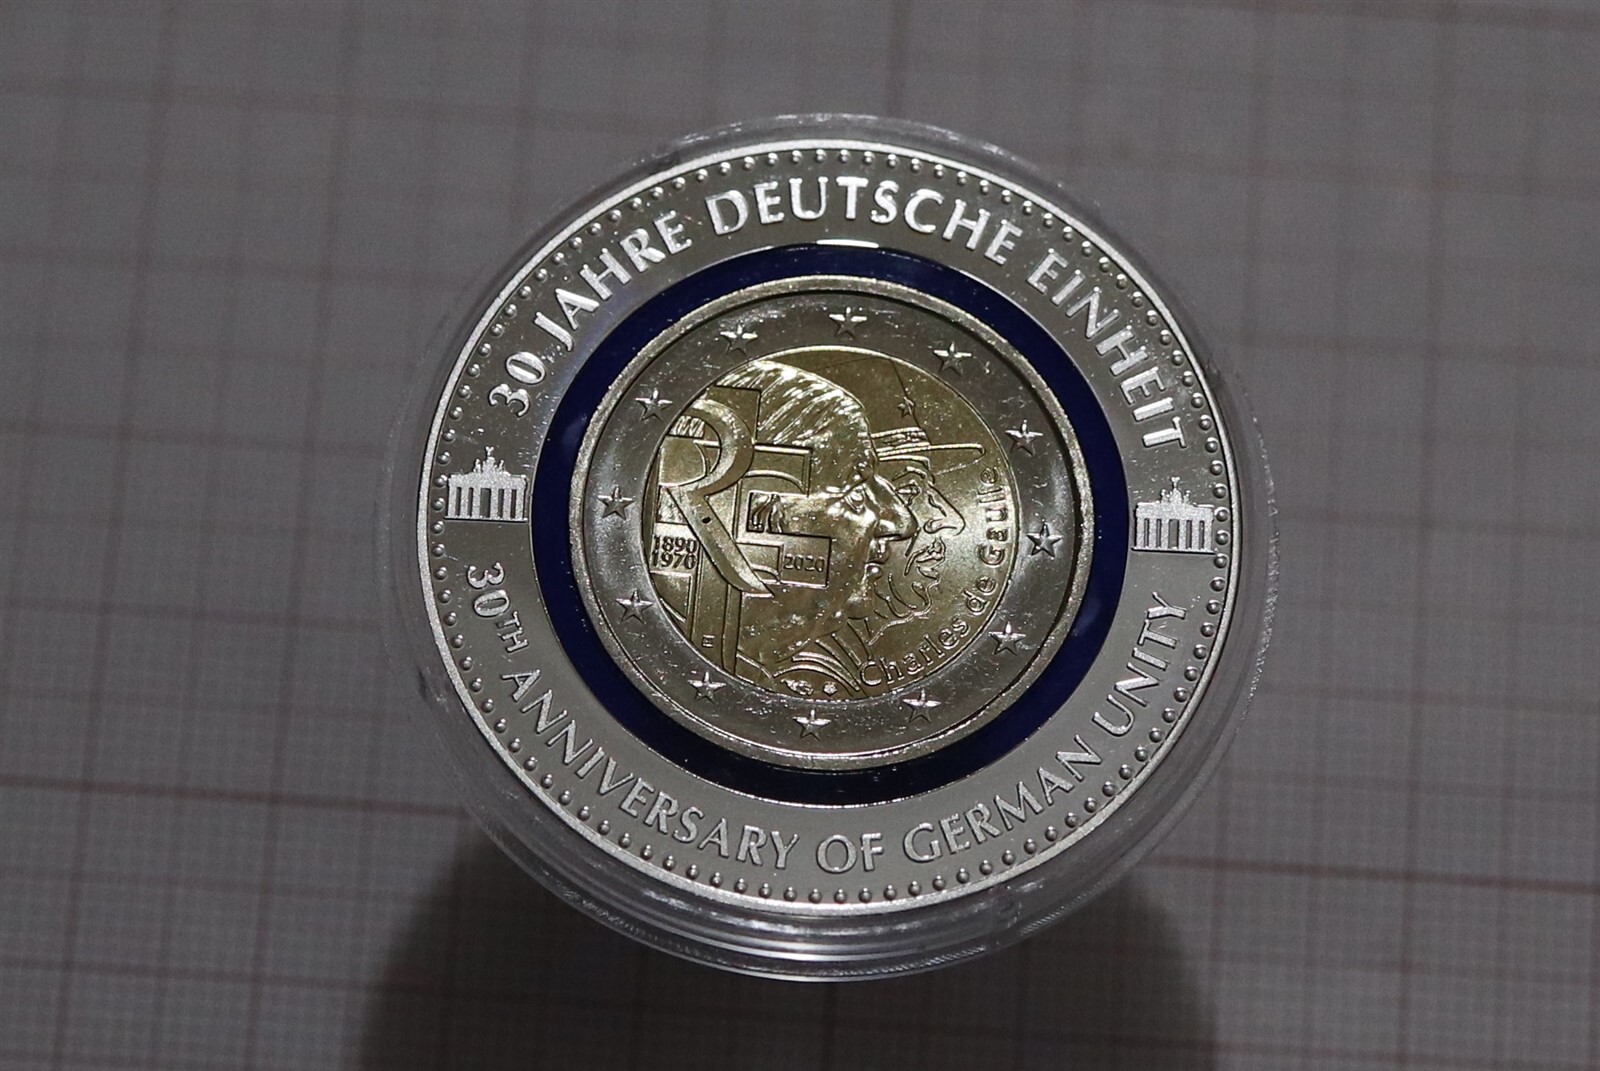 30 JAHRE DEUTSCHE EINHEIT
30TH ANNIVERSARY OF GERMAN UNITY
RF
1890
1970
2020
Charles de Gaulle